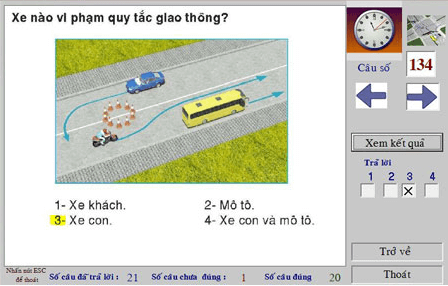 Xe nào vi phạm quy tắc giao thông?
Câu số 134
1- Xe khách.
2- Mô tô.
3- Xe con.
4- Xe con và mô tô.
Xem kết quả
Trả lời
1 2 3 4
Trở về
Thoát
Nhấn nút ESC
để thoát
Số câu đã trả lời : 21 Số câu chưa đúng : 1 Số câu đúng 20